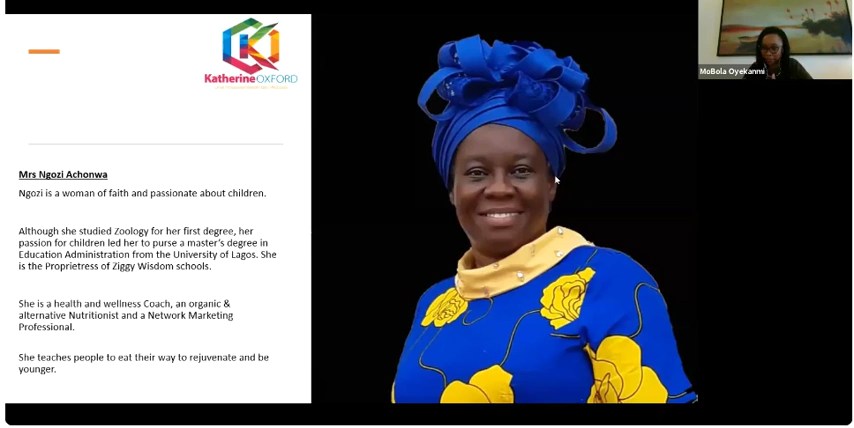 KatherineOXFORD
MoBola Oyekanmi
Mrs Ngozi Achonwa
Ngozi is a woman of faith and passionate about children.
Although she studied Zoology for her first degree, her
passion for children led her to purse a master's degree in
Education Administration from the University of Lagos. She
is the Proprietress of Ziggy Wisdom schools.
She is a health and wellness Coach, an organic &
alternative Nutritionist and a Network Marketing
Professional.
She teaches people to eat their way to rejuvenate and be
younger.